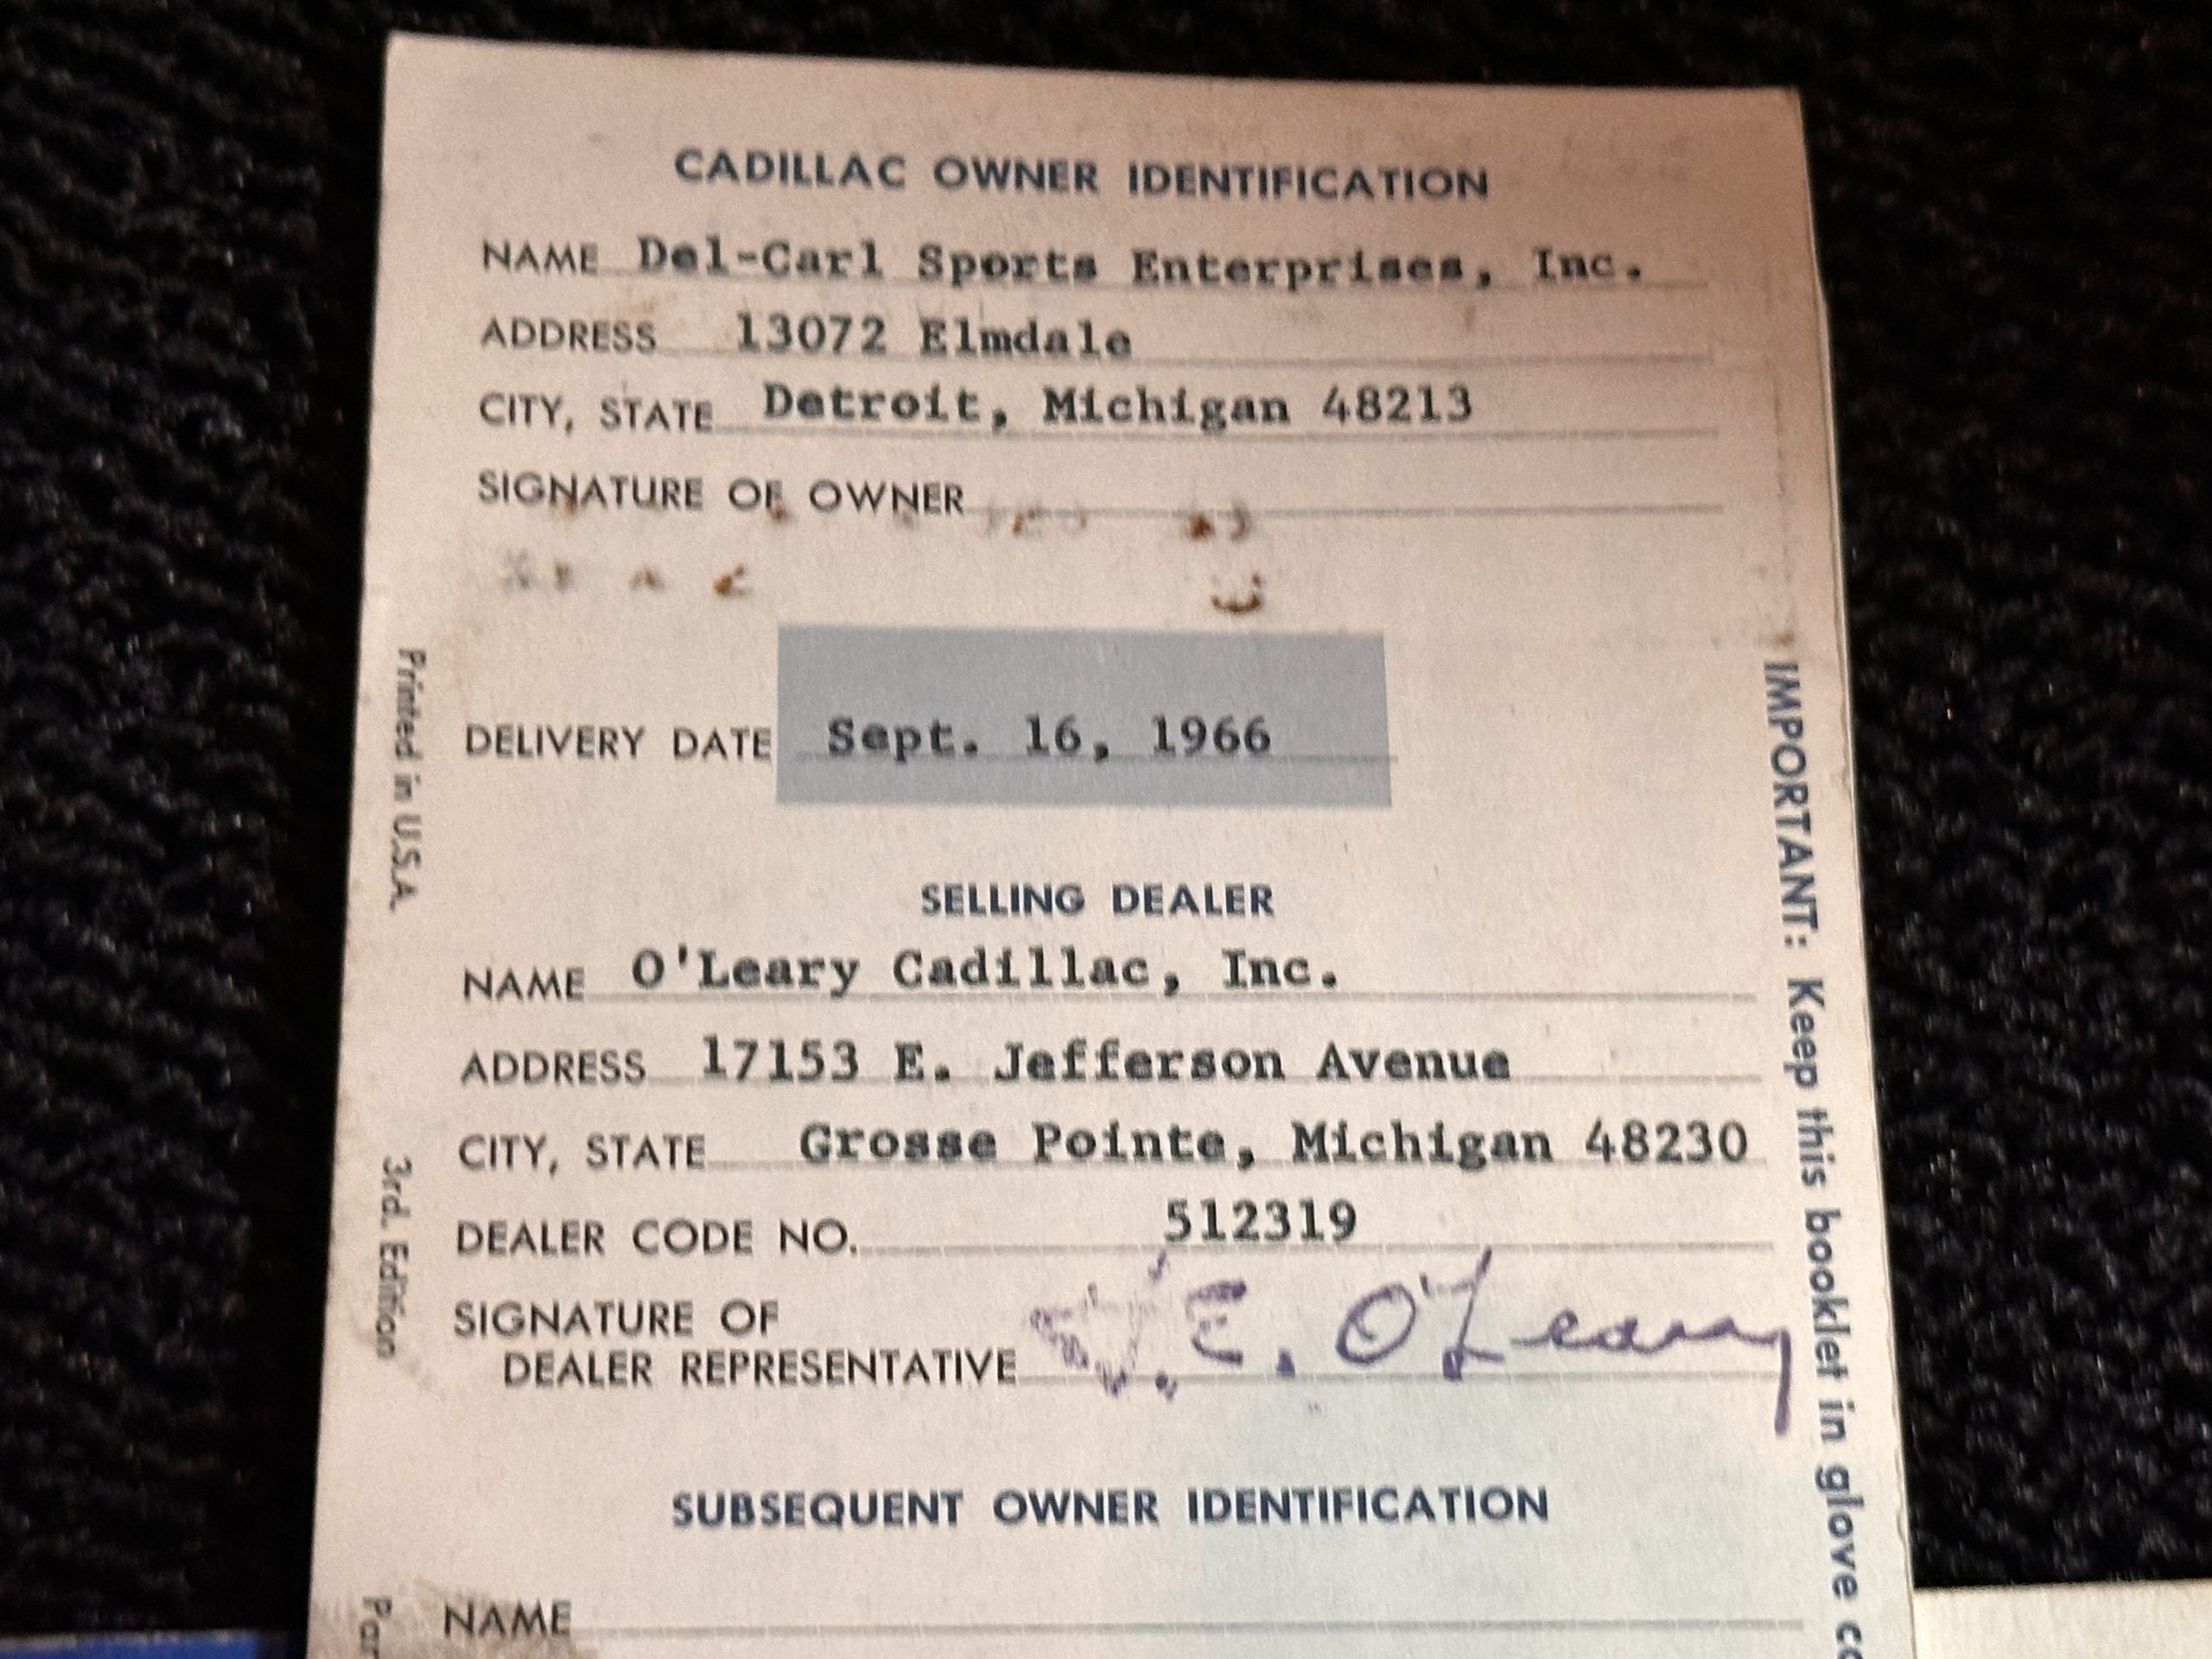 CADILLAC OWNER IDENTIFICATION
NAME Del-Carl Sports Enterprises, Inc.
ADDRESS 13072 Elmdale
CITY, STATE Detroit, Michigan 48213
SIGNATURE OF OWNER
DELIVERY DATE Sept. 16, 1966
SELLING DEALER
NAME O'Leary Cadillac, Inc.
ADDRESS 17153 E. Jefferson Avenue
CITY, STATE Grosse Pointe, Michigan 48230
DEALER CODE NO. 512319
SIGNATURE OF
DEALER REPRESENTATIVE E. O'Leary
SUBSEQUENT OWNER IDENTIFICATION
NAME
Printed in U.S.A.
3rd. Edition
IMPORTANT: Keep this booklet in glove